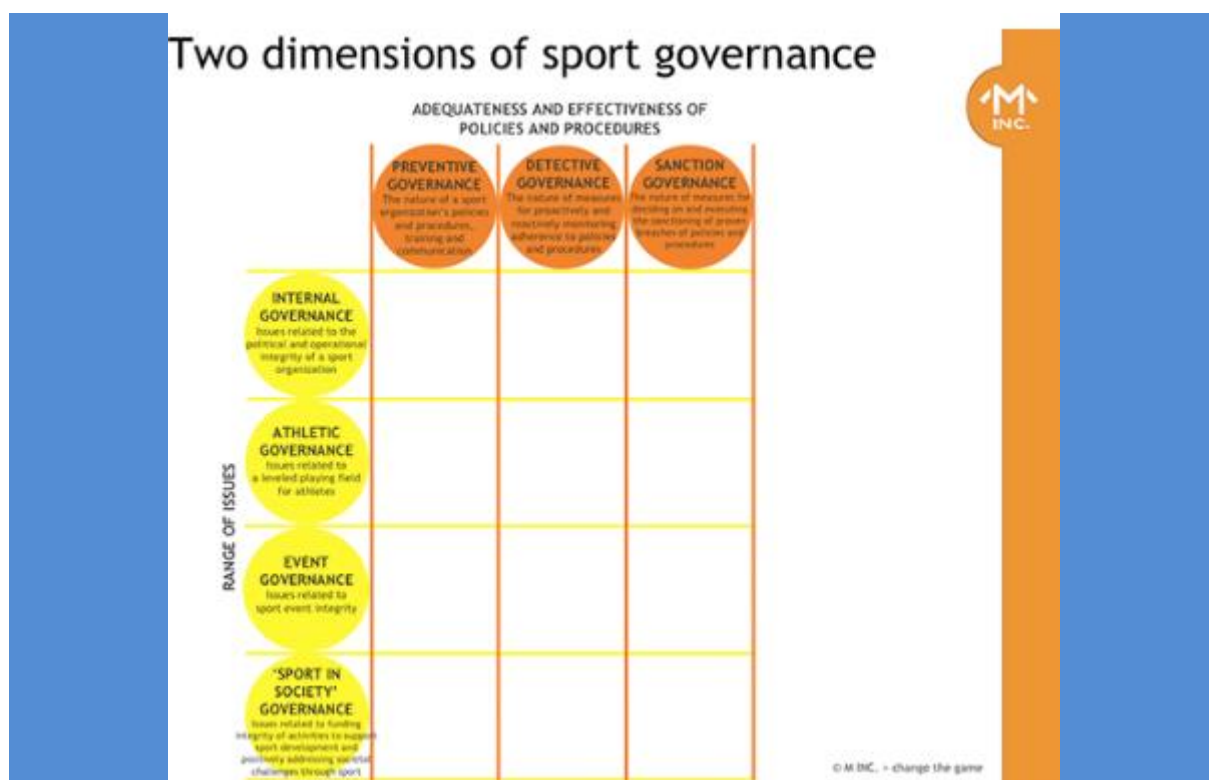 Two dimensions of sport governance
'M'
INC.
ADEQUATENESS AND EFFECTIVENESS OF
POLICIES AND PROCEDURES
PREVENTIVE
GOVERNANCE
The nature of a sport
organization's policies
and procedures,
training and
communication
DETECTIVE
GOVERNANCE
The nature of measures
for proactively and
reactively monitoring
adherence to policies
and procedures
SANCTION
GOVERNANCE
The nature of measures for
deciding on and executing
the sanctioning of proven
breaches of policies and
procedures
RANGE OF ISSUES
INTERNAL
GOVERNANCE
Issues related to the
political and operational
integrity of a sport
organization
ATHLETIC
GOVERNANCE
Issues related to
a leveled playing field
for athletes
EVENT
GOVERNANCE
Issues related to
sport event integrity
'SPORT IN
SOCIETY'
GOVERNANCE
Issues related to funding
integrity of activities to support
sport development and
positively addressing societal
challenges through sport
© M INC. > change the game